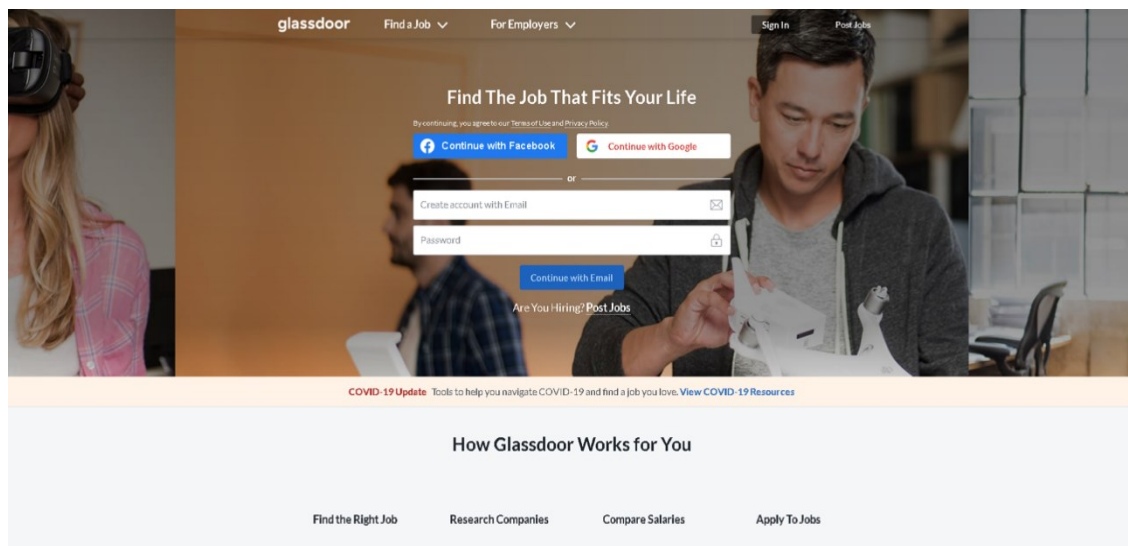 glassdoor Find a Job For Employers Sign In Post Jobs
Find The Job That Fits Your Life
By continuing, you agree to our Terms of Use and Privacy Policy.
Continue with Facebook Continue with Google
or
Create account with Email
Password
Continue with Email
Are You Hiring? Post Jobs
COVID-19 Update Tools to help you navigate COVID-19 and find a job you love. View COVID-19 Resources
How Glassdoor Works for You
Find the Right Job Research Companies Compare Salaries Apply To Jobs